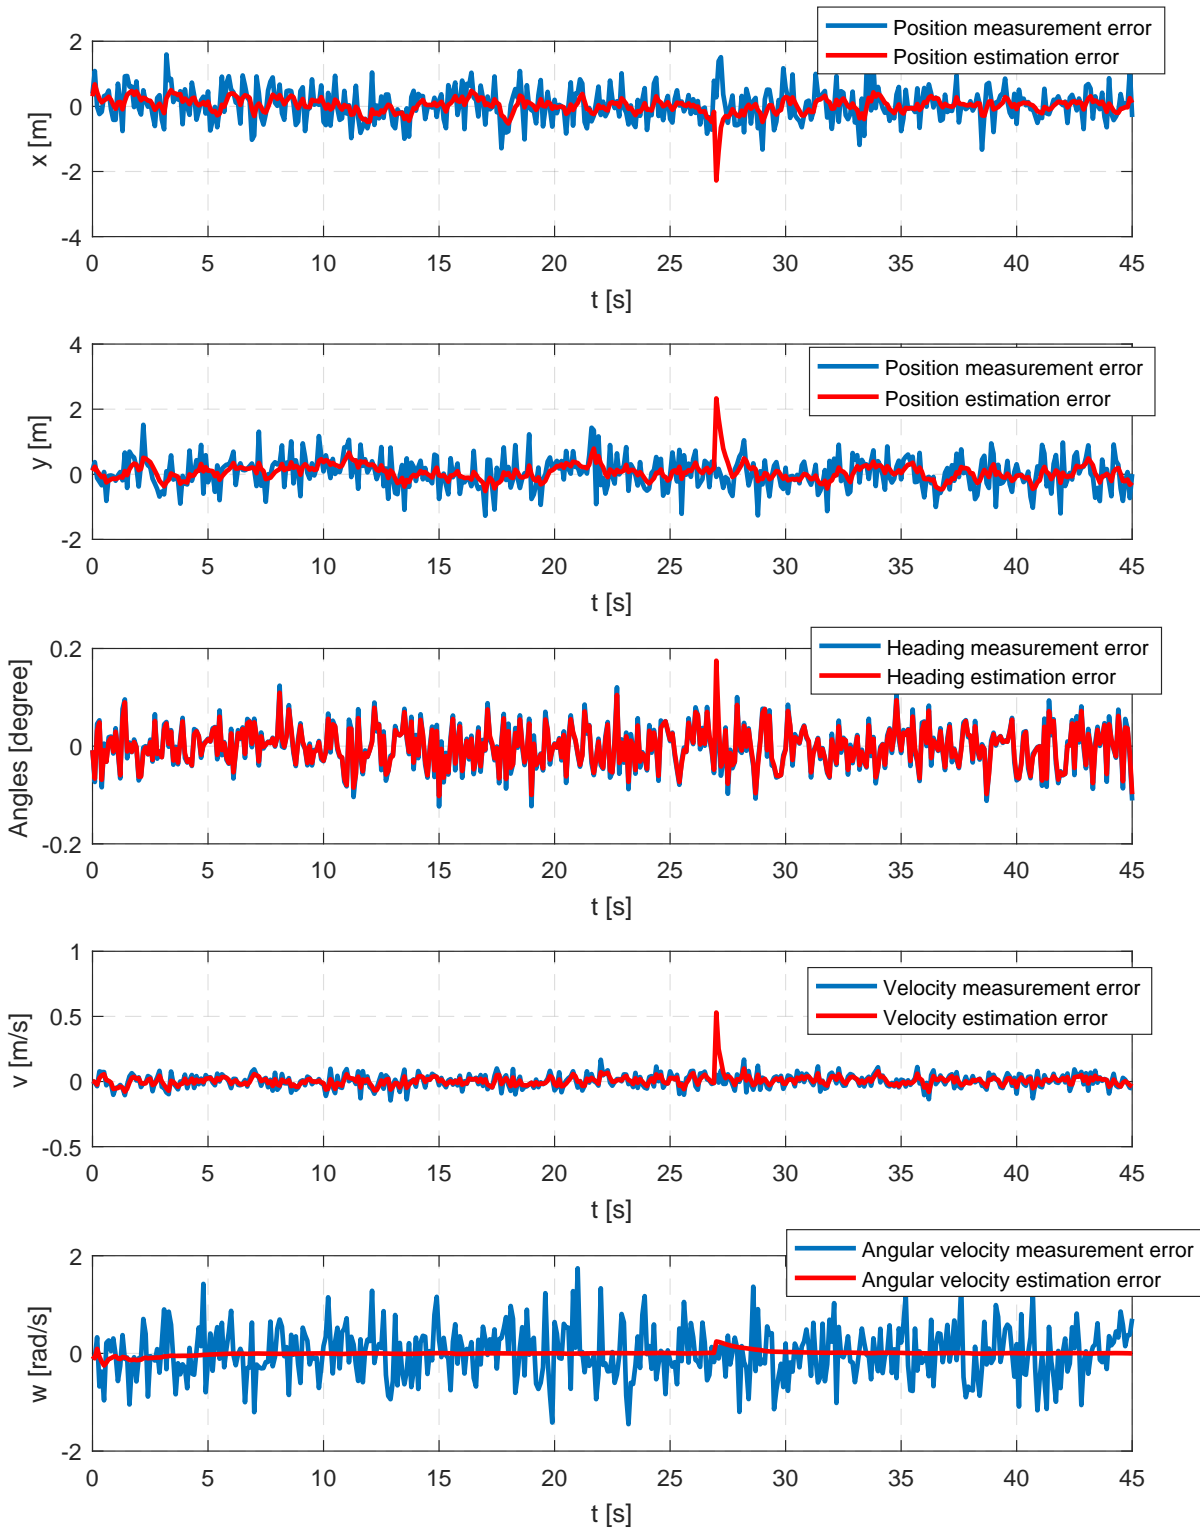 Position measurement error
Position estimation error
2
0
-2
-4
x [m]
0 5 10 15 20 25 30 35 40 45
t [s]
Position measurement error
Position estimation error
4
2
0
-2
y [m]
0 5 10 15 20 25 30 35 40 45
t [s]
Heading measurement error
Heading estimation error
0.2
0
-0.2
Angles [degree]
0 5 10 15 20 25 30 35 40 45
t [s]
Velocity measurement error
Velocity estimation error
1
0.5
0
-0.5
v [m/s]
0 5 10 15 20 25 30 35 40 45
t [s]
Angular velocity measurement error
Angular velocity estimation error
2
0
-2
w [rad/s]
0 5 10 15 20 25 30 35 40 45
t [s]